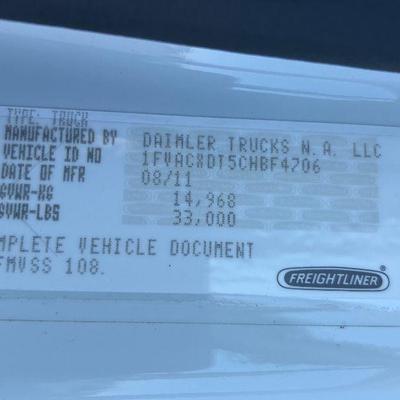 TYPE: TRUCK
MANUFACTURED BY DAIMLER TRUCKS N.A. LLC
VEHICLE ID NO 1FVACXDT5CHBF4706
DATE OF MFR 08/11
GVWR-KG 14,968
GVWR-LBS 33,000
MPLETE VEHICLE DOCUMENT
FMVSS 108.
FREIGHTLINER